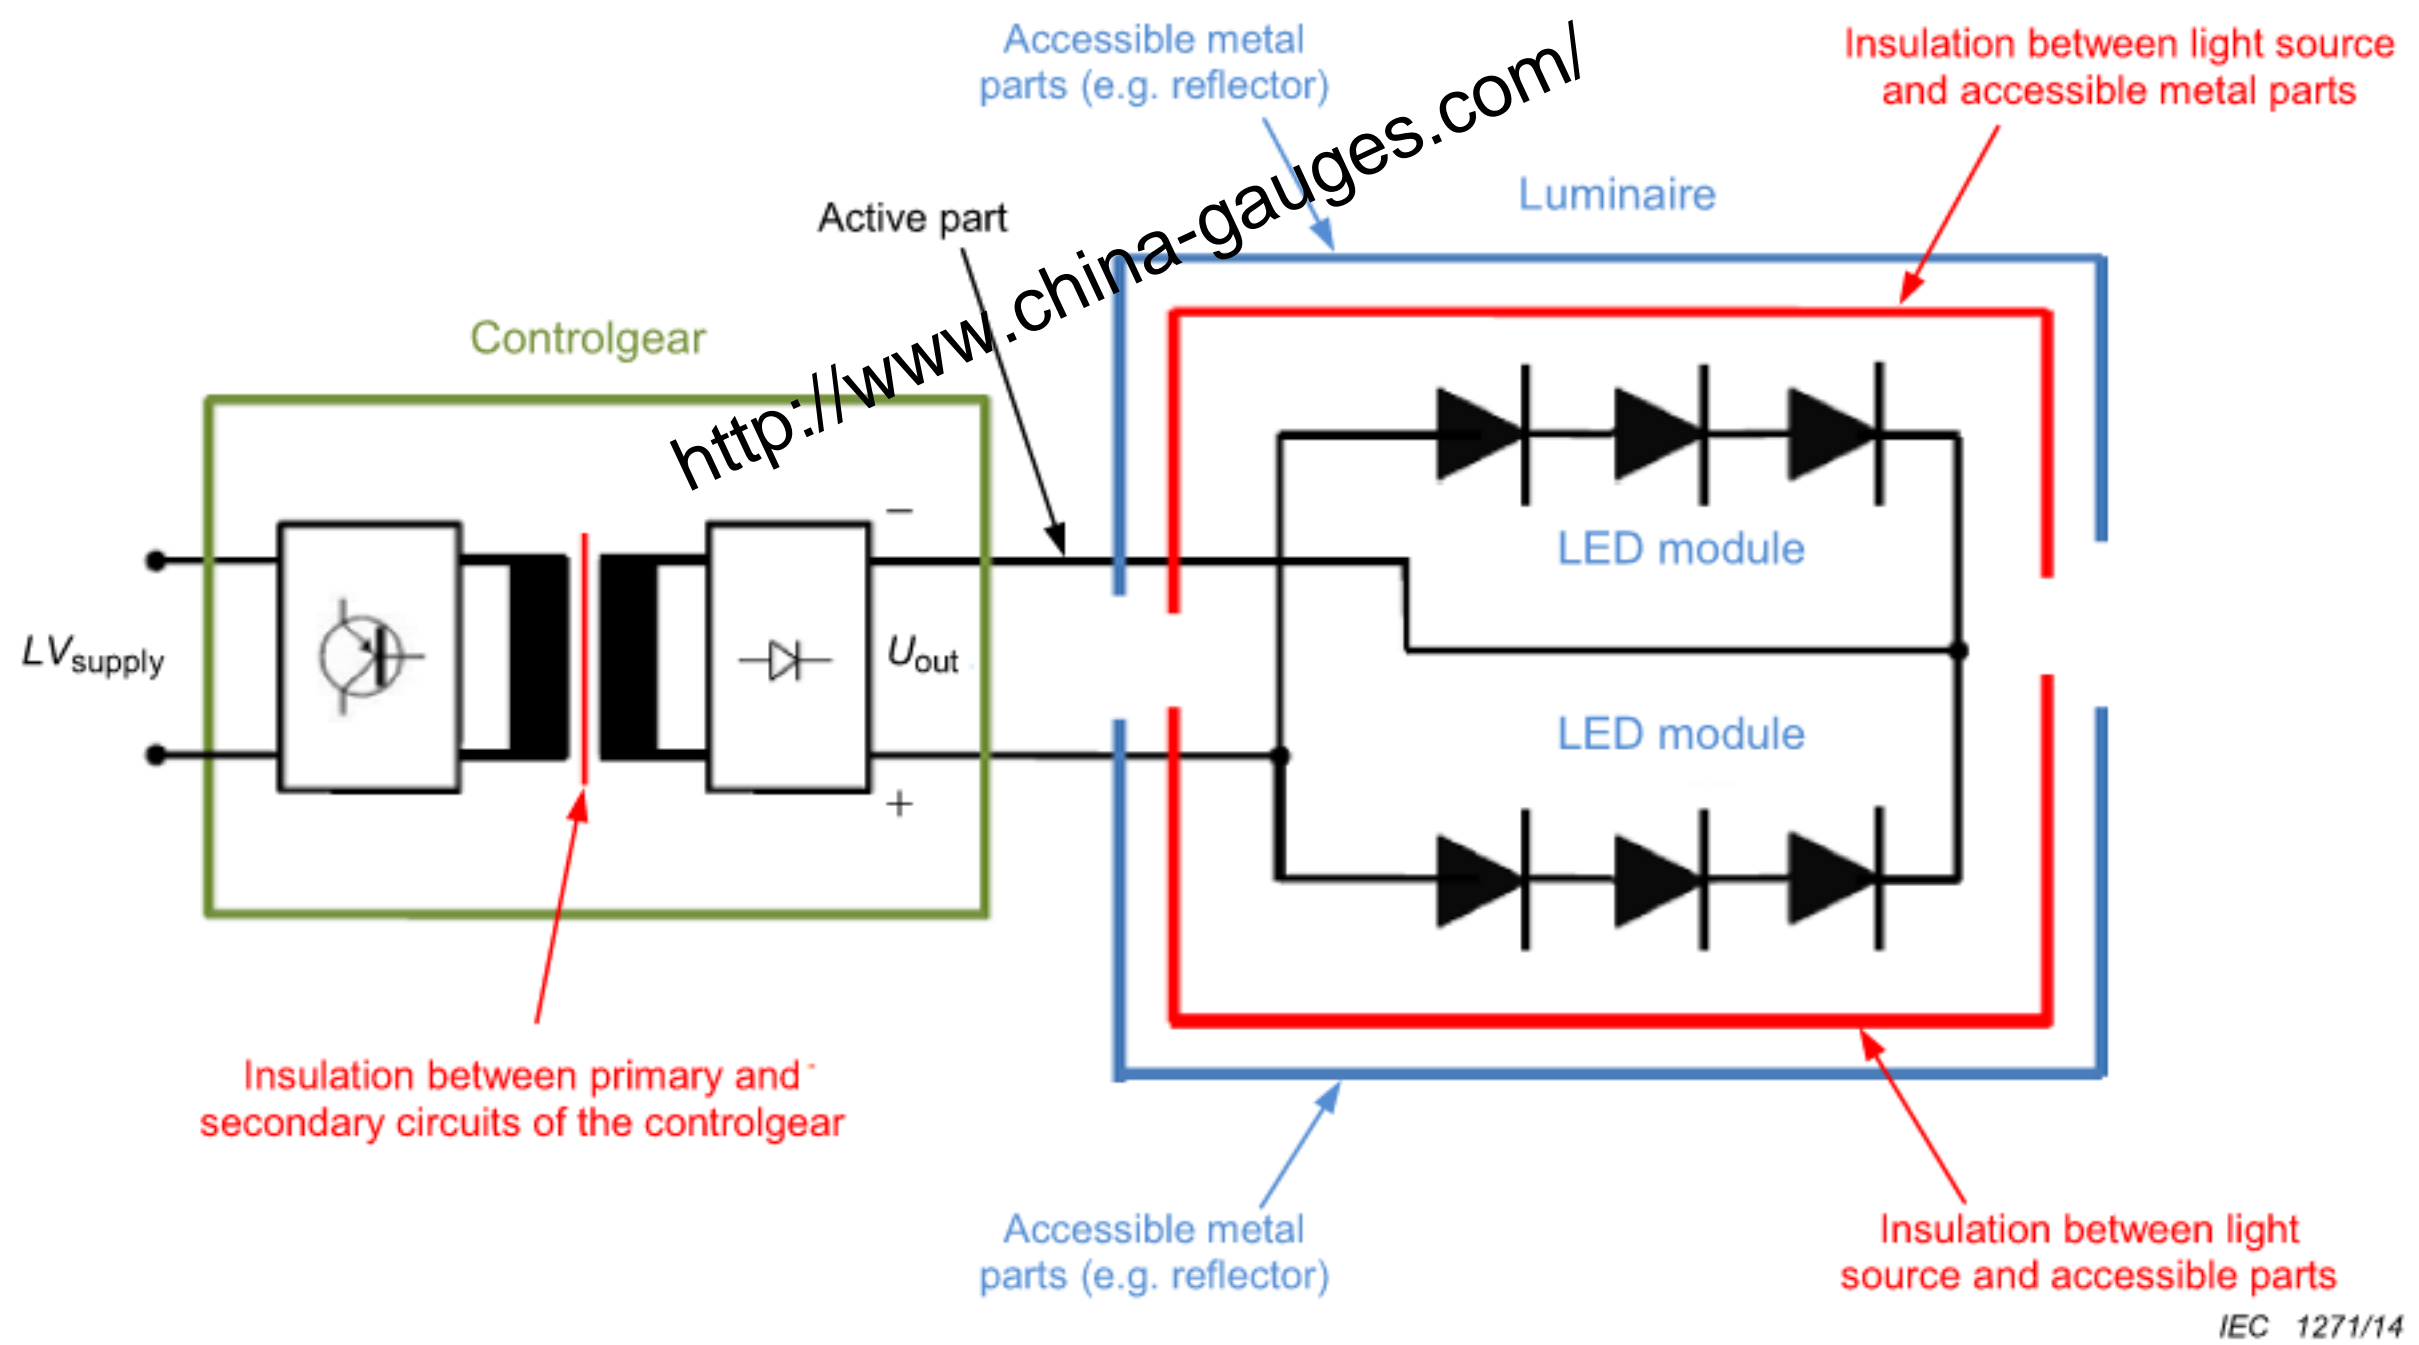 Accessible metal
parts (e.g. reflector)
Insulation between light source
and accessible metal parts
http://www.china-gauges.com/
Luminaire
Active part
Controlgear
−
LED module
LVsupply
Uout
LED module
+
Insulation between primary and
secondary circuits of the controlgear
Accessible metal
parts (e.g. reflector)
Insulation between light
source and accessible parts
IEC 1271/14